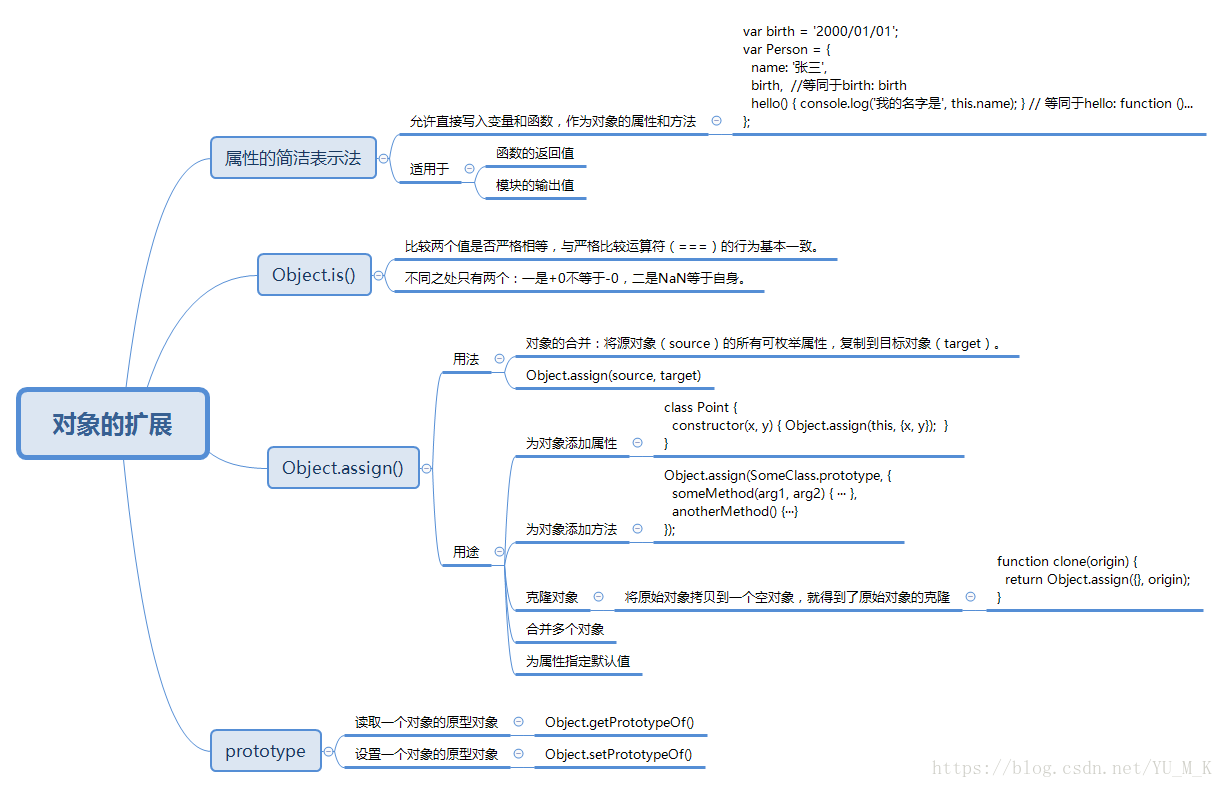 对象的扩展
属性的简洁表示法
允许直接写入变量和函数，作为对象的属性和方法
var birth = '2000/01/01';
var Person = {
name: '张三',
birth,  //等同于birth: birth
hello() { console.log('我的名字是', this.name); } // 等同于hello: function ()...
};
适用于
函数的返回值
模块的输出值
Object.is()
比较两个值是否严格相等，与严格比较运算符（===）的行为基本一致。
不同之处只有两个：一是+0不等于-0，二是NaN等于自身。
Object.assign()
用法
对象的合并：将源对象（source）的所有可枚举属性，复制到目标对象（target）。
Object.assign(source, target)
用途
为对象添加属性
class Point {
constructor(x, y) { Object.assign(this, {x, y});  }
}
为对象添加方法
Object.assign(SomeClass.prototype, {
someMethod(arg1, arg2) { ··· },
anotherMethod() {···}
});
克隆对象
将原始对象拷贝到一个空对象，就得到了原始对象的克隆
function clone(origin) {
return Object.assign({}, origin);
}
合并多个对象
为属性指定默认值
prototype
读取一个对象的原型对象
Object.getPrototypeOf()
设置一个对象的原型对象
Object.setPrototypeOf()
https://blog.csdn.net/YU_M_K